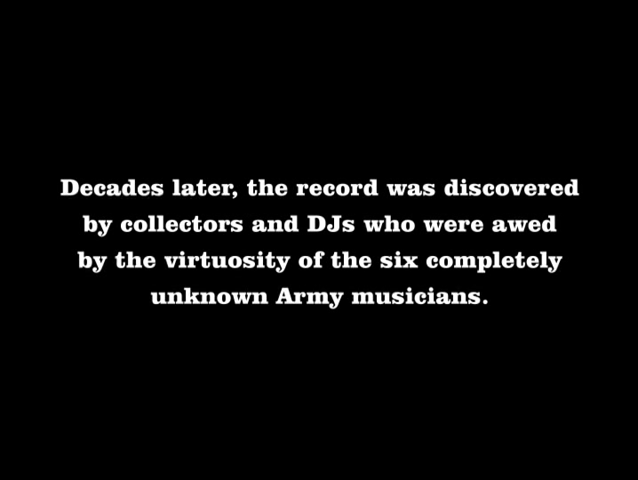 Decades later, the record was discovered
by collectors and DJs who were awed
by the virtuosity of the six completely
unknown Army musicians.